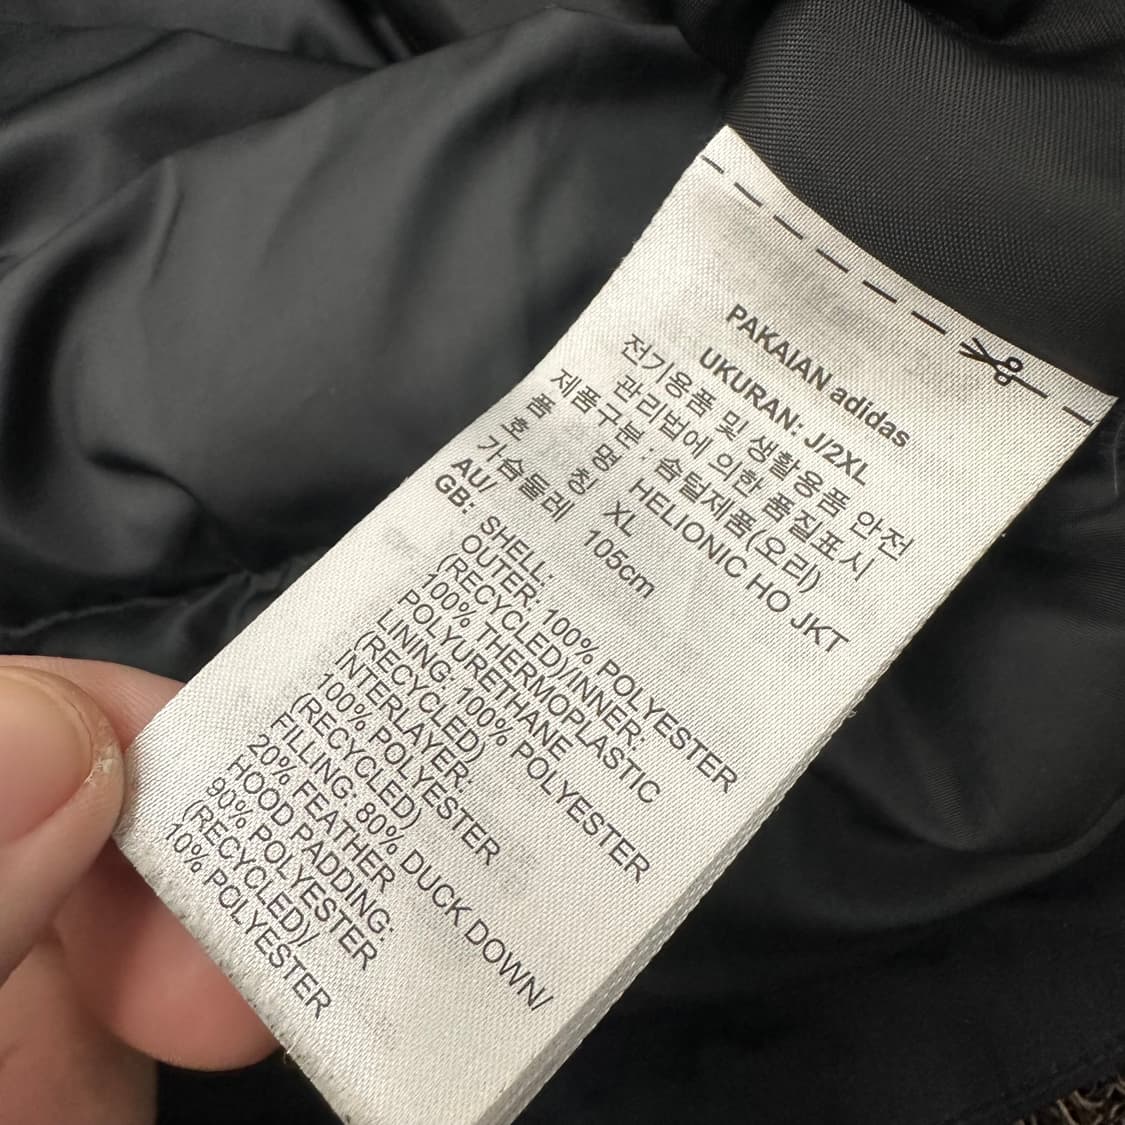 PAKAIAN adidas
UKURAN: J/2XL
전기용품 및 생활용품 안전
관리법에 의한 품질표시
제품구분 : 솜털제품(오리)
품 명 HELIONIC HO JKT
호 칭 XL
가슴둘레 105cm
AU/
GB: SHELL:
OUTER: 100% POLYESTER
(RECYCLED)/INNER:
100% THERMOPLASTIC
POLYURETHANE
LINING: 100% POLYESTER
(RECYCLED)
INTERLAYER:
100% POLYESTER
(RECYCLED)
FILLING: 80% DUCK DOWN/
20% FEATHER
HOOD PADDING:
90% POLYESTER
(RECYCLED)/
10% POLYESTER